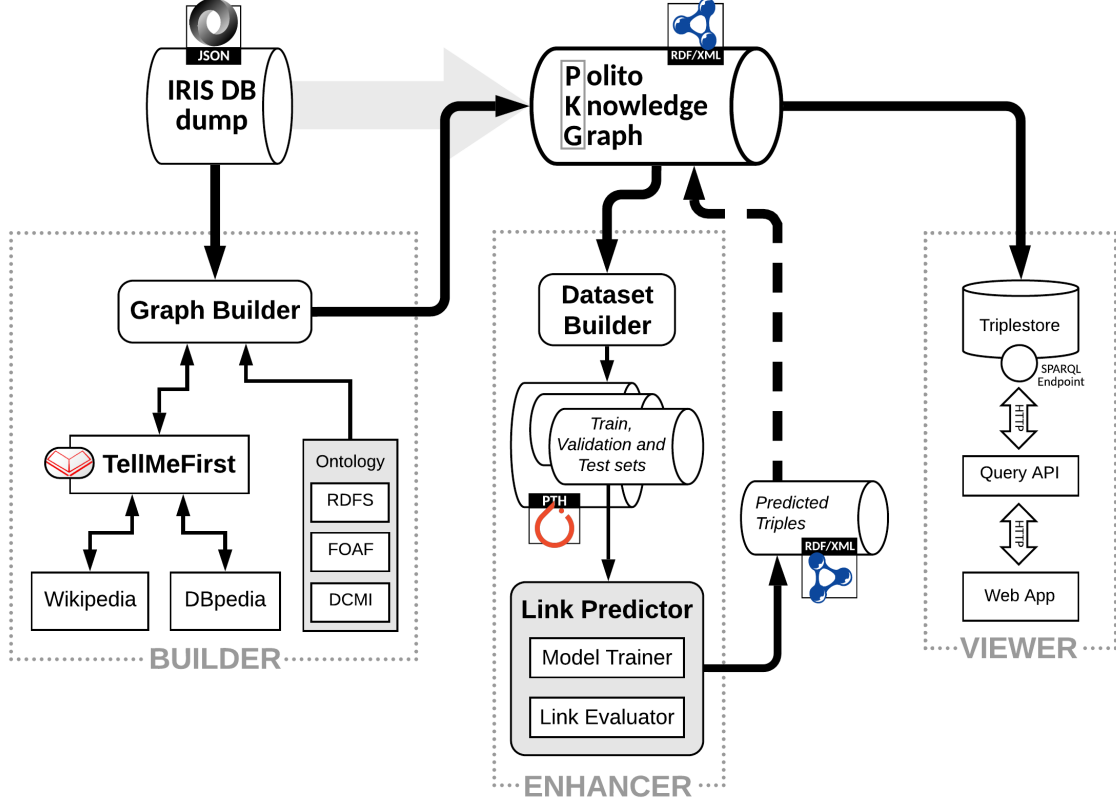 JSON
IRIS DB
dump
RDF/XML
Polito
Knowledge
Graph
Graph Builder
TellMeFirst
Wikipedia
DBpedia
Ontology
RDFS
FOAF
DCMI
BUILDER
Dataset
Builder
Train,
Validation and
Test sets
PTH
Link Predictor
Model Trainer
Link Evaluator
Predicted
Triples
RDF/XML
ENHANCER
Triplestore
SPARQL
Endpoint
HTTP
Query API
HTTP
Web App
VIEWER